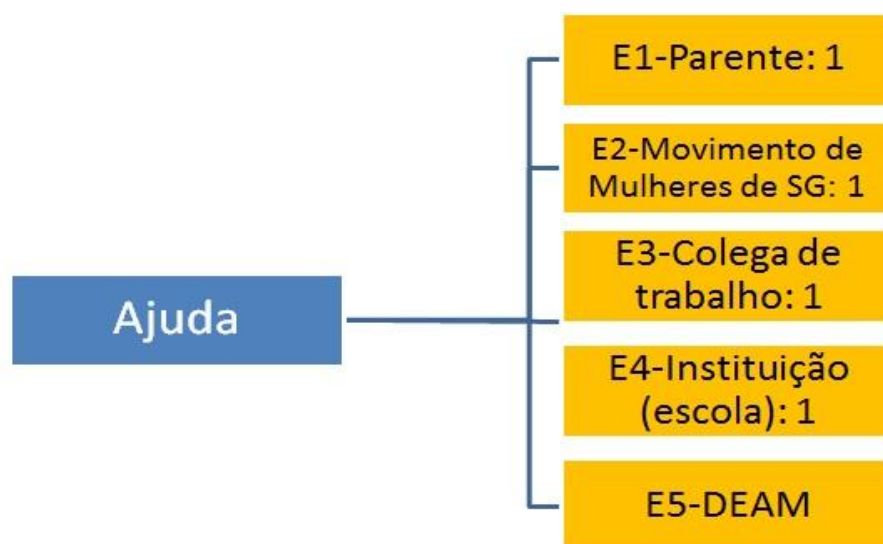 Ajuda
E1-Parente: 1
E2-Movimento de
Mulheres de SG: 1
E3-Colega de
trabalho: 1
E4-Instituição
(escola): 1
E5-DEAM